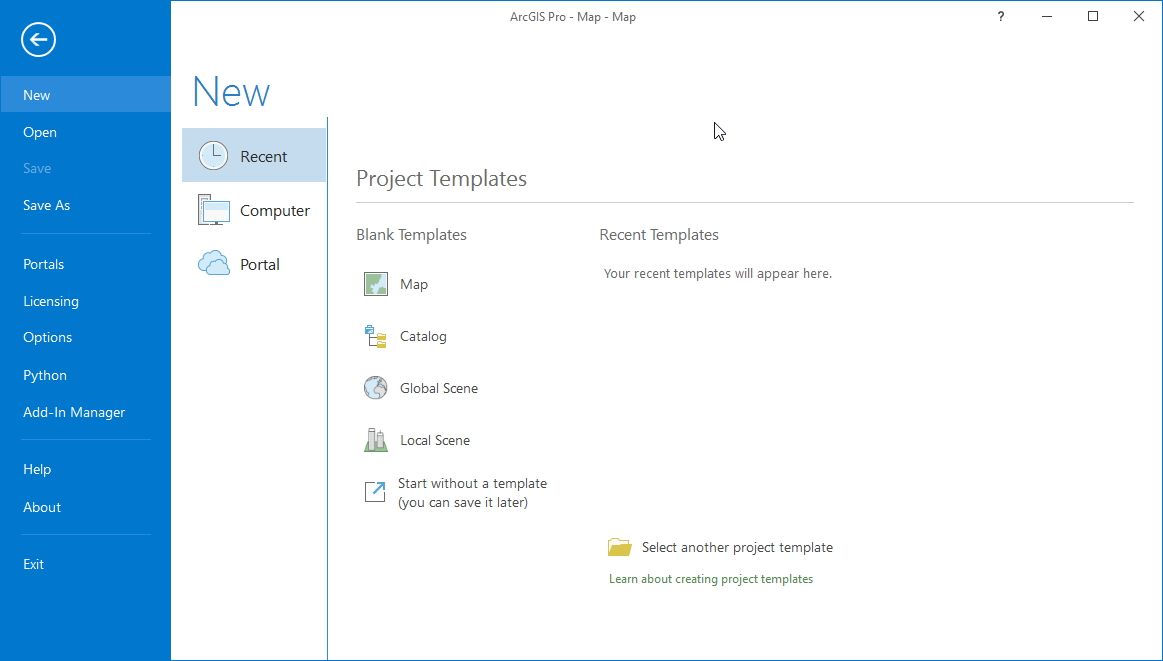 ArcGIS Pro - Map - Map
?
New
Open
Save
Save As
Portals
Licensing
Options
Python
Add-In Manager
Help
About
Exit
New
Recent
Computer
Portal
Project Templates
Blank Templates
Map
Catalog
Global Scene
Local Scene
Start without a template
(you can save it later)
Recent Templates
Your recent templates will appear here.
Select another project template
Learn about creating project templates